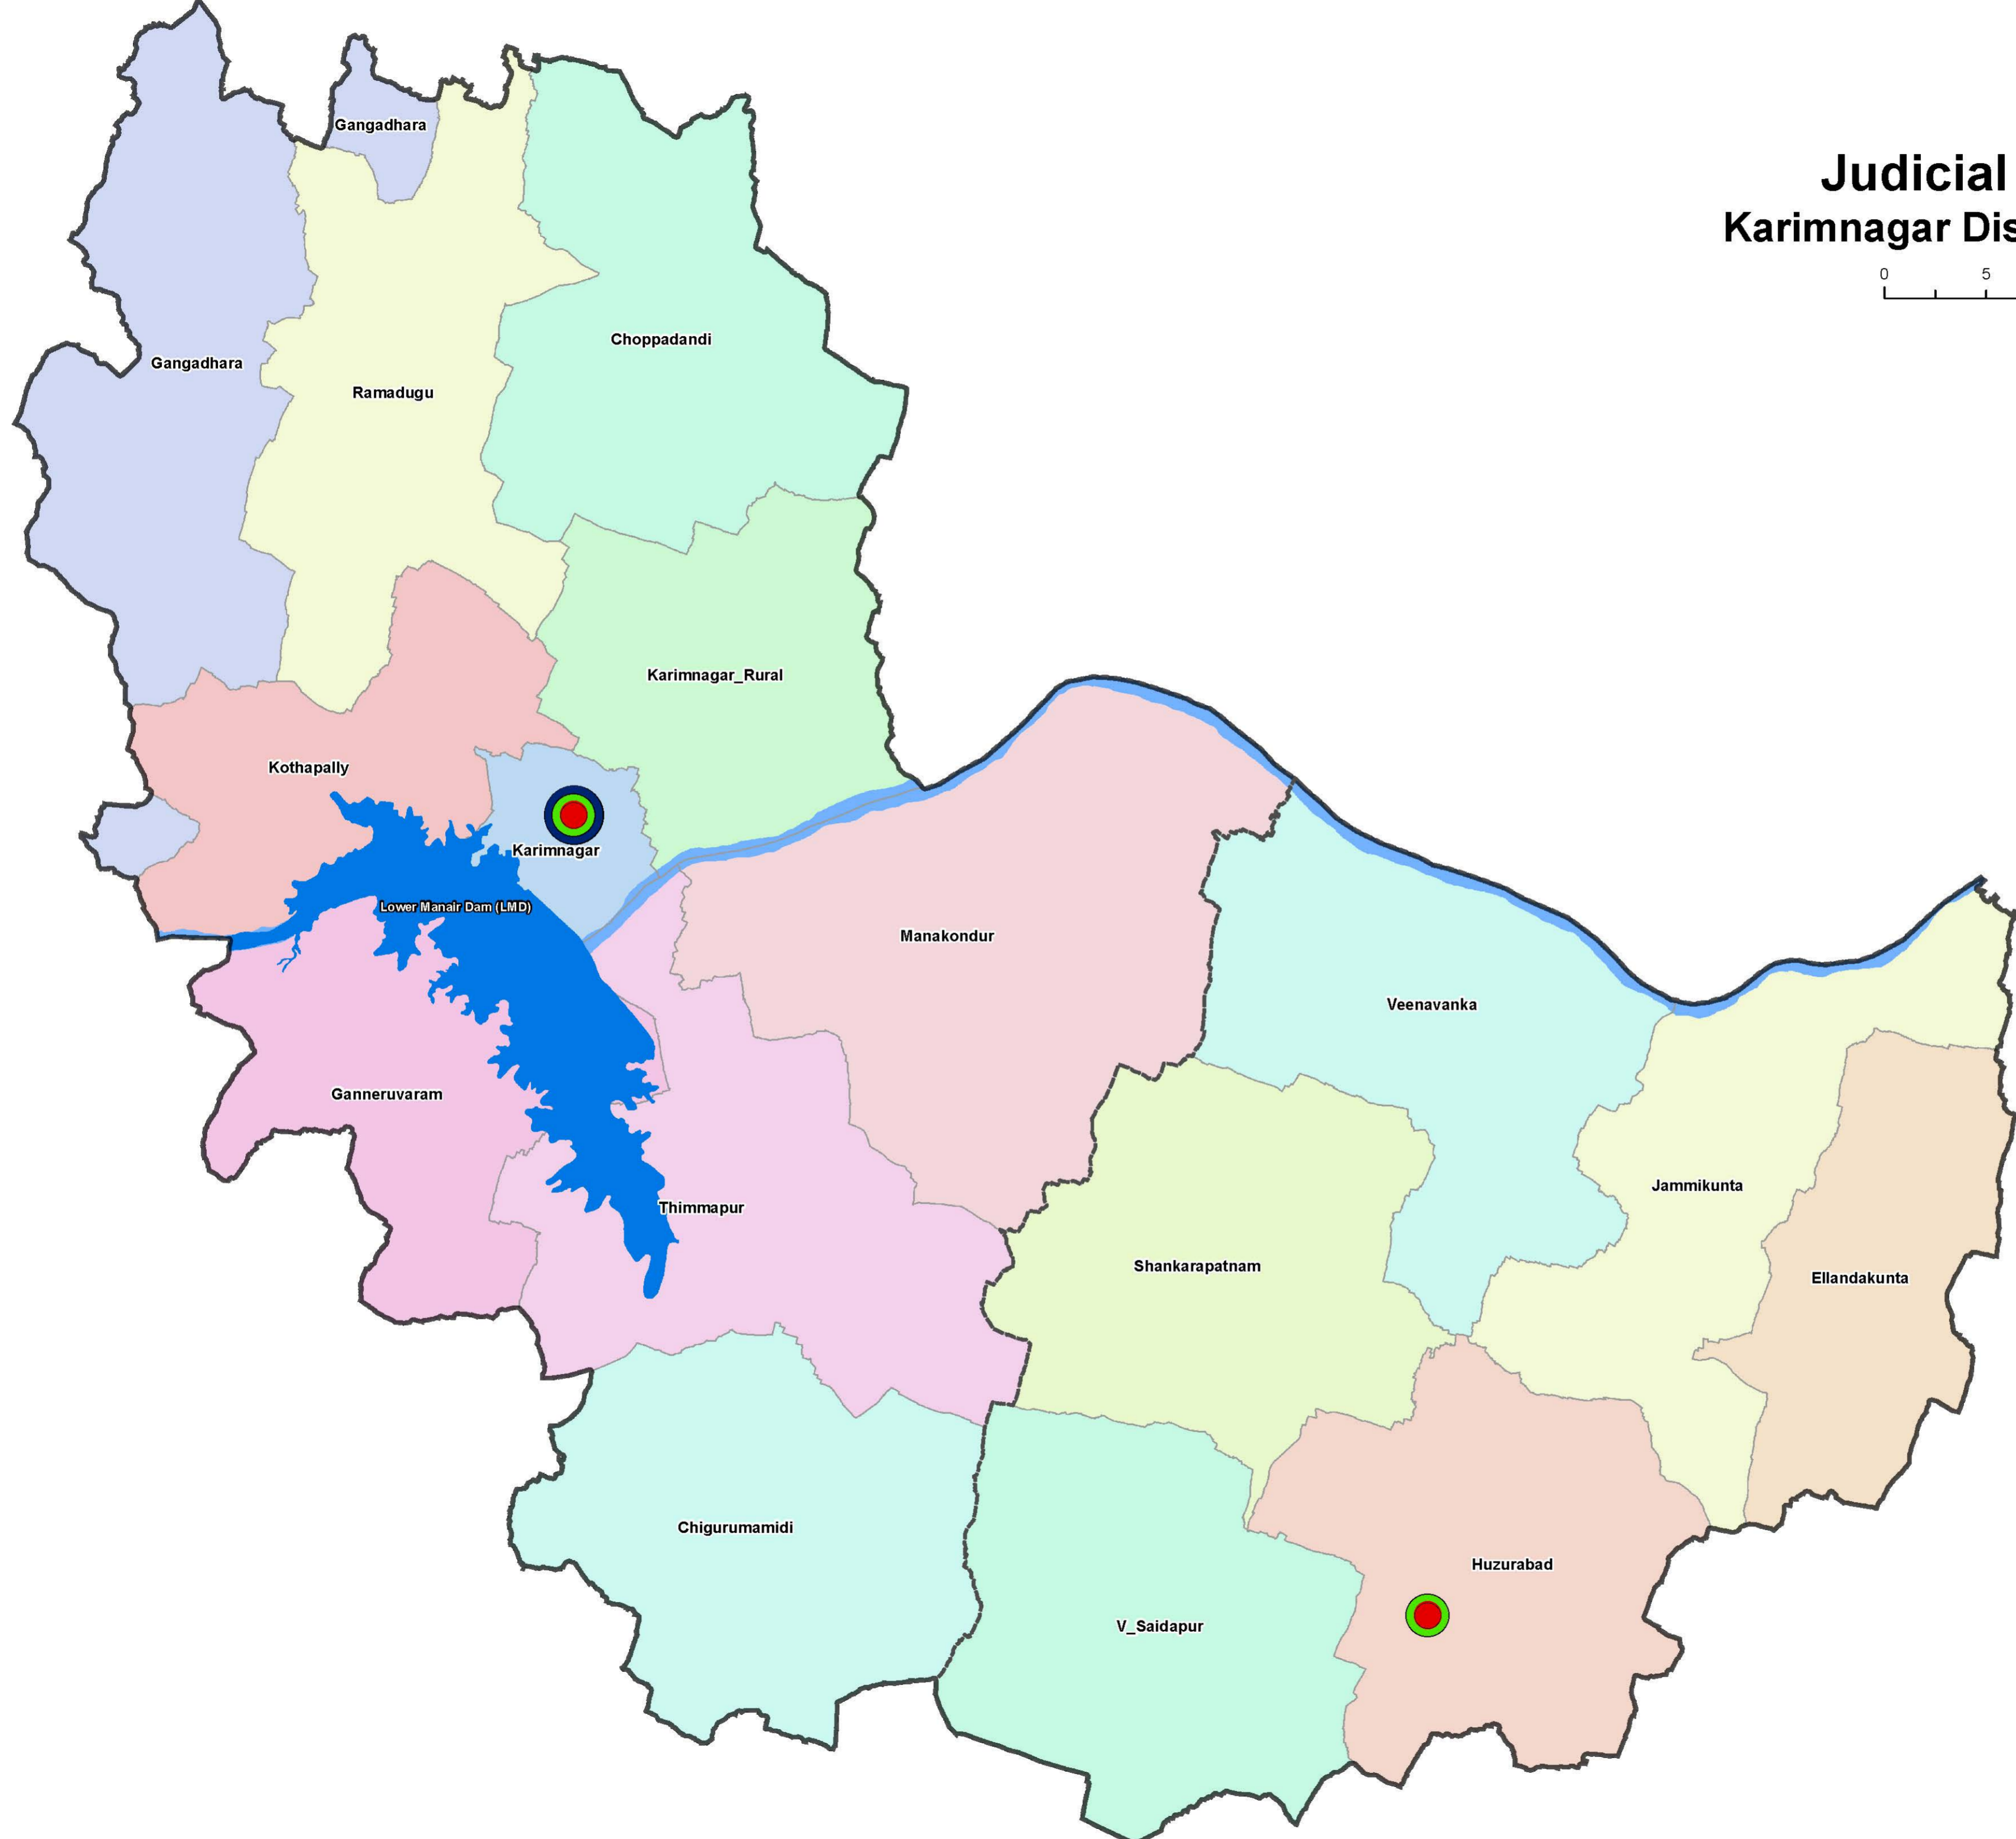 Judicial
Karimnagar Dis
0 5
Gangadhara
Choppadandi
Gangadhara
Ramadugu
Karimnagar_Rural
Kothapally
Karimnagar
Lower Manair Dam (LMD)
Manakondur
Veenavanka
Ganneruvaram
Jammikunta
Thimmapur
Shankarapatnam
Ellandakunta
Chigurumamidi
Huzurabad
V_Saidapur